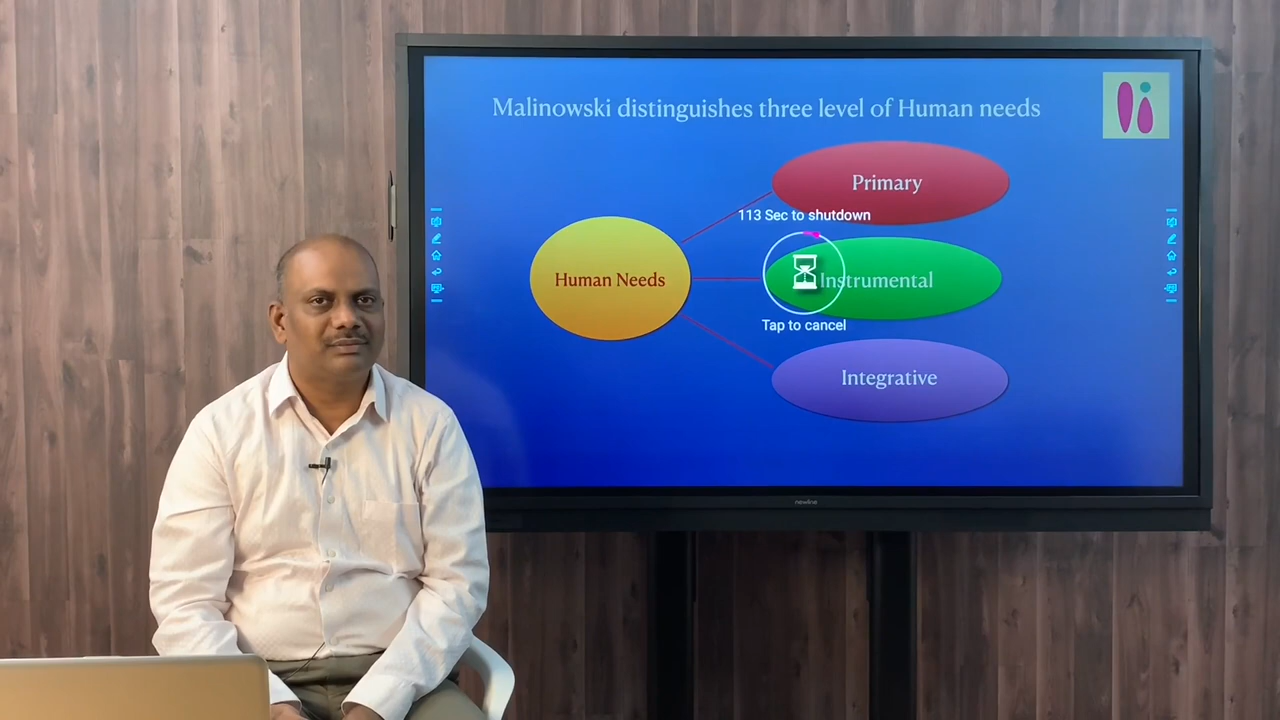 Malinowski distinguishes three level of Human needs
Primary
113 Sec to shutdown
Human Needs
Instrumental
Tap to cancel
Integrative
newline